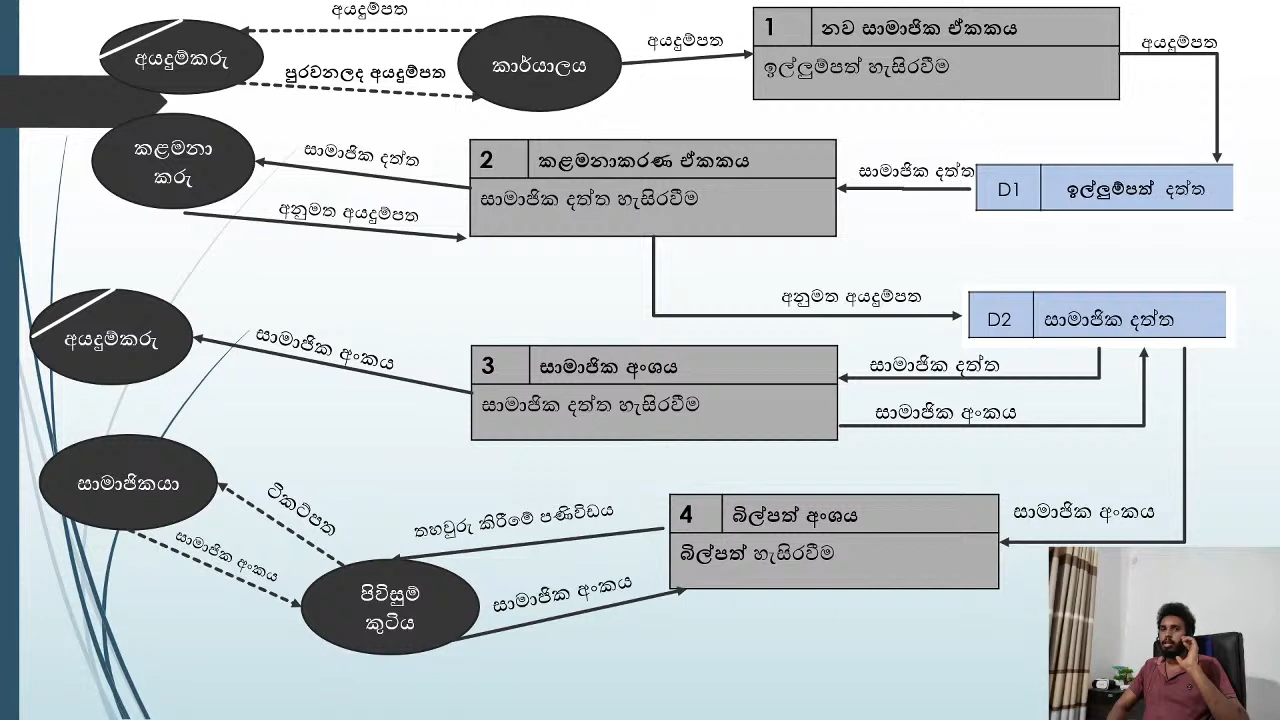 අයදුම්පත
අයදුම්කරු
පුරවනලද අයදුම්පත
කාර්යාලය
අයදුම්පත
1 නව සාමාජික ඒකකය
ඉල්ලුම්පත් හැසිරවීම
අයදුම්පත
කළමනා
කරු
සාමාජික දත්ත
අනුමත අයදුම්පත
2 කළමනාකරණ ඒකකය
සාමාජික දත්ත හැසිරවීම
සාමාජික දත්ත
D1 ඉල්ලුම්පත් දත්ත
අනුමත අයදුම්පත
D2 සාමාජික දත්ත
අයදුම්කරු
සාමාජික අංකය
3 සාමාජික අංශය
සාමාජික දත්ත හැසිරවීම
සාමාජික දත්ත
සාමාජික අංකය
සාමාජිකයා
ටිකට්පත
සාමාජික අංකය
තහවුරු කිරීමේ පණිවිඩය
4 බිල්පත් අංශය
බිල්පත් හැසිරවීම
සාමාජික අංකය
පිවිසුම්
කුටිය
සාමාජික අංකය